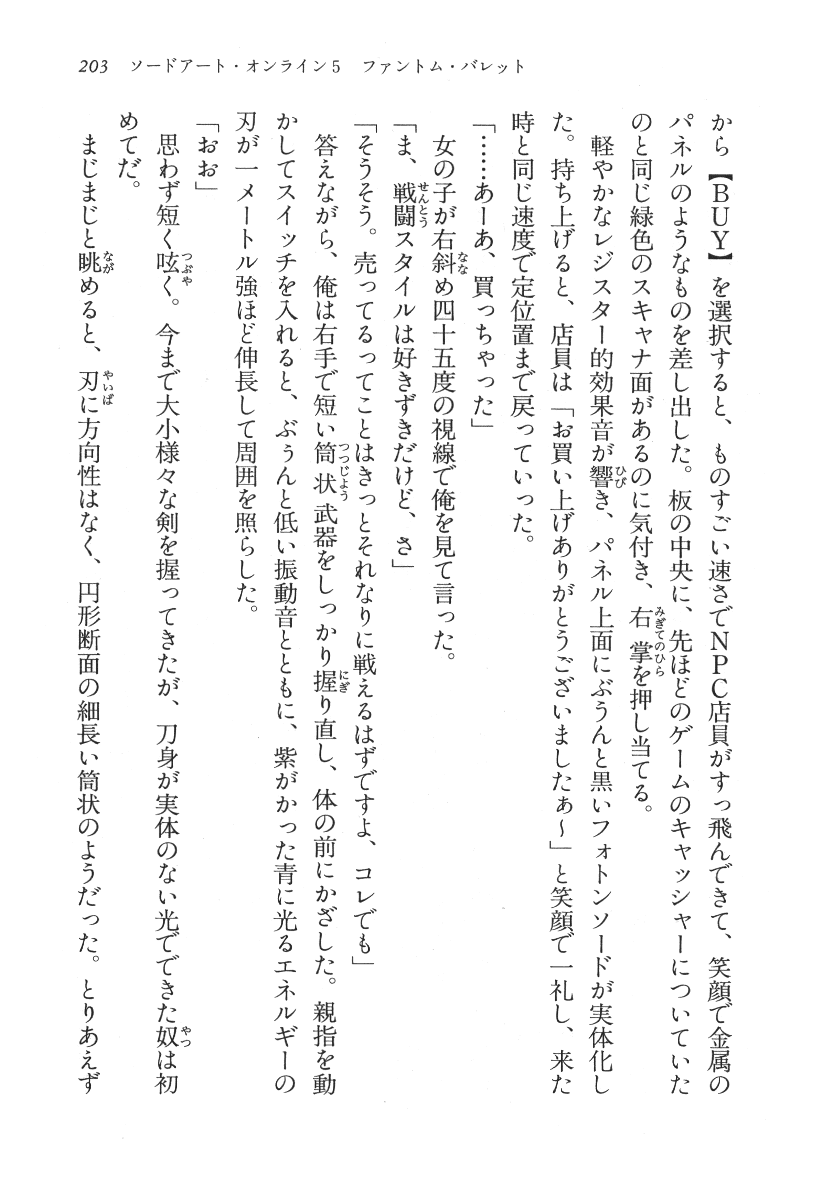 203 ソードアート・オンライン5 ファントム・バレット
から【BUY】を選択すると、ものすごい速さでNPC店員がすっ飛んできて、笑顔で金属の
パネルのようなものを差し出した。板の中央に、先ほどのゲームのキャッシャーについていた
のと同じ緑色のスキャナ面があるのに気付き、右掌を押し当てる。
軽やかなレジスター的効果音が響き、パネル上面にぶうんと黒いフォトンソードが実体化し
た。持ち上げると、店員は「お買い上げありがとうございましたぁ〜」と笑顔で一礼し、来た
時と同じ速度で定位置まで戻っていった。
「……あーあ、買っちゃった」
女の子が右斜め四十五度の視線で俺を見て言った。
「ま、戦闘スタイルは好きずきだけど、さ」
「そうそう。売ってるってことはきっとそれなりに戦えるはずですよ、コレでも」
答えながら、俺は右手で短い筒状武器をしっかり握り直し、体の前にかざした。親指を動
かしてスイッチを入れると、ぶぅんと低い振動音とともに、紫がかった青に光るエネルギーの
刃が一メートル強ほど伸長して周囲を照らした。
「おお」
思わず短く呟く。今まで大小様々な剣を握ってきたが、刀身が実体のない光でできた奴は初
めてだ。
まじまじと眺めると、刃に方向性はなく、円形断面の細長い筒状のようだった。とりあえず